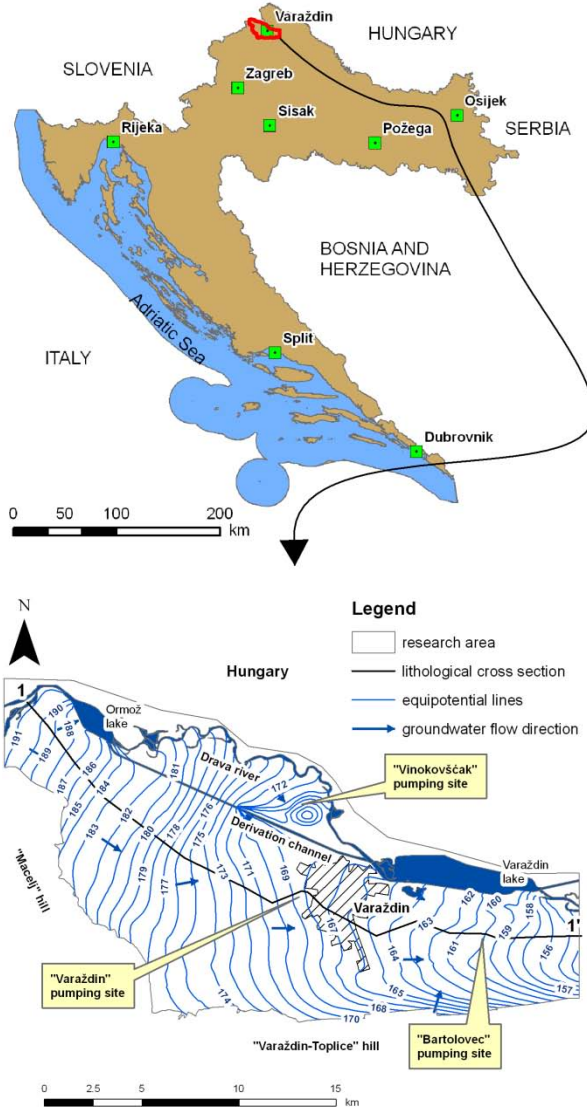 Varaždin
HUNGARY
SLOVENIA
Zagreb
Osijek
Sisak
SERBIA
Rijeka
Požega
BOSNIA AND
HERZEGOVINA
Adriatic Sea
Split
ITALY
Dubrovnik
0 50 100 200
km
N
Legend
research area
lithological cross section
equipotential lines
groundwater flow direction
Hungary
1
Ormož
lake
190
191
188
189
186
187
184
185
182
183
180
181
178
179
176
177
175
173
174
171
172
169
170
167
168
165
164
163
162
161
160
159
158
157
156
Drava river
Derivation channel
"Vinokovšćak"
pumping site
Varaždin
lake
Varaždin
1'
"Macelj" hill
"Varaždin"
pumping site
"Bartolovec"
pumping site
"Varaždin-Toplice" hill
0 2.5 5 10 15
km